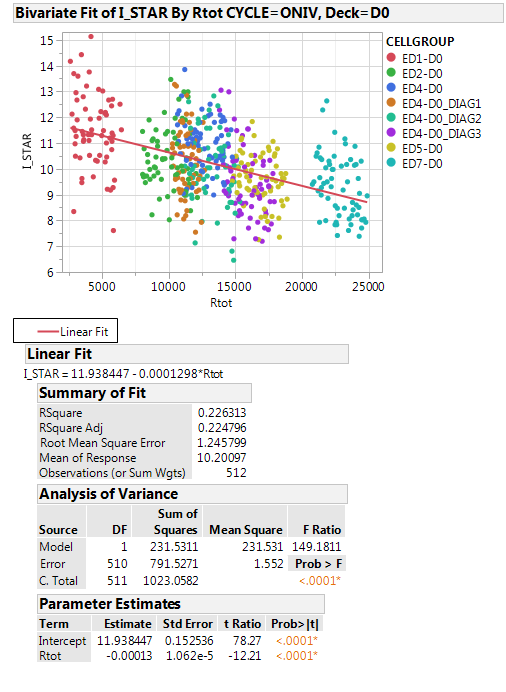 Bivariate Fit of I_STAR By Rtot CYCLE=ONIV, Deck=D0
CELLGROUP
ED1-D0
ED2-D0
ED4-D0
ED4-D0_DIAG1
ED4-D0_DIAG2
ED4-D0_DIAG3
ED5-D0
ED7-D0
I_STAR
15
14
13
12
11
10
9
8
7
6
5000 10000 15000 20000 25000
Rtot
Linear Fit
Linear Fit
I_STAR = 11.938447 - 0.0001298*Rtot
Summary of Fit
RSquare 0.226313
RSquare Adj 0.224796
Root Mean Square Error 1.245799
Mean of Response 10.20097
Observations (or Sum Wgts) 512
Analysis of Variance
Sum of
Source DF Squares Mean Square F Ratio
Model 1 231.5311 231.531 149.1811
Error 510 791.5271 1.552 Prob > F
C. Total 511 1023.0582 <.0001*
Parameter Estimates
Term Estimate Std Error t Ratio Prob>|t|
Intercept 11.938447 0.152536 78.27 <.0001*
Rtot -0.00013 1.062e-5 -12.21 <.0001*